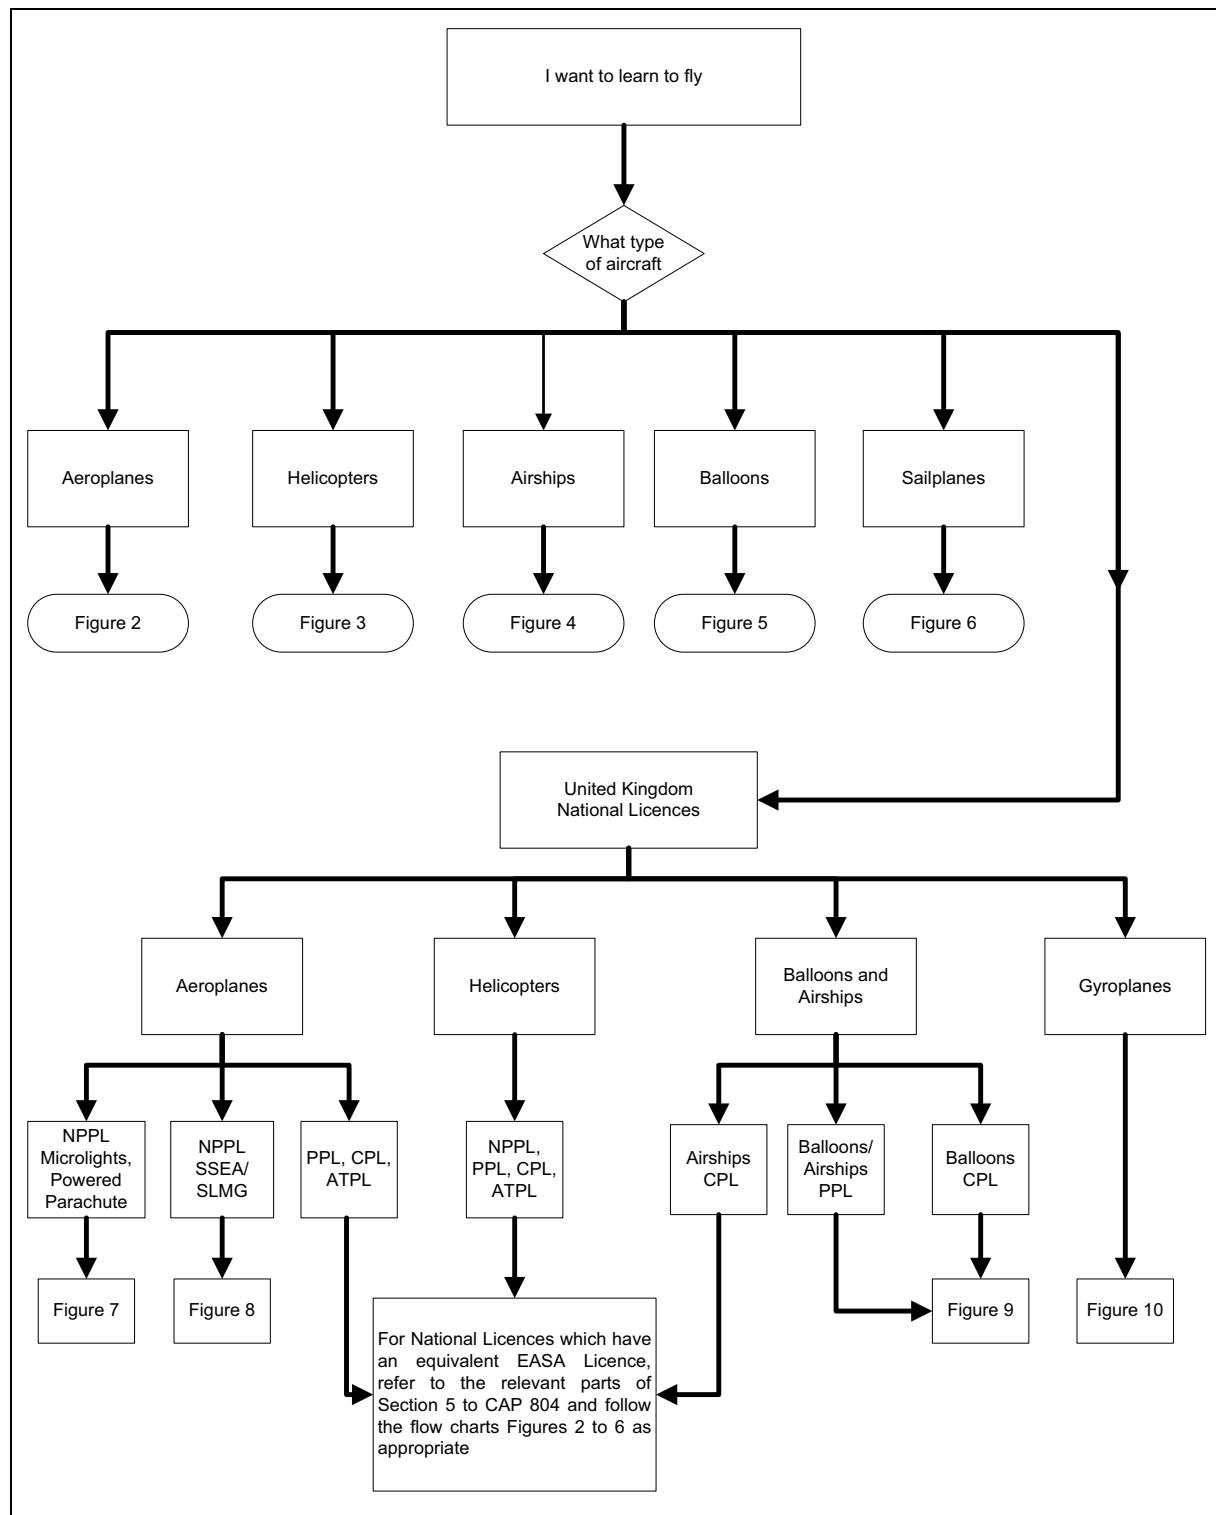 I want to learn to fly
What type
of aircraft
Aeroplanes
Helicopters
Airships
Balloons
Sailplanes
Figure 2
Figure 3
Figure 4
Figure 5
Figure 6
United Kingdom
National Licences
Aeroplanes
Helicopters
Balloons and
Airships
Gyroplanes
NPPL
Microlights,
Powered
Parachute
NPPL
SSEA/
SLMG
PPL, CPL,
ATPL
NPPL,
PPL, CPL,
ATPL
Airships
CPL
Balloons/
Airships
PPL
Balloons
CPL
Figure 7
Figure 8
For National Licences which have
an equivalent EASA Licence,
refer to the relevant parts of
Section 5 to CAP 804 and follow
the flow charts Figures 2 to 6 as
appropriate
Figure 9
Figure 10